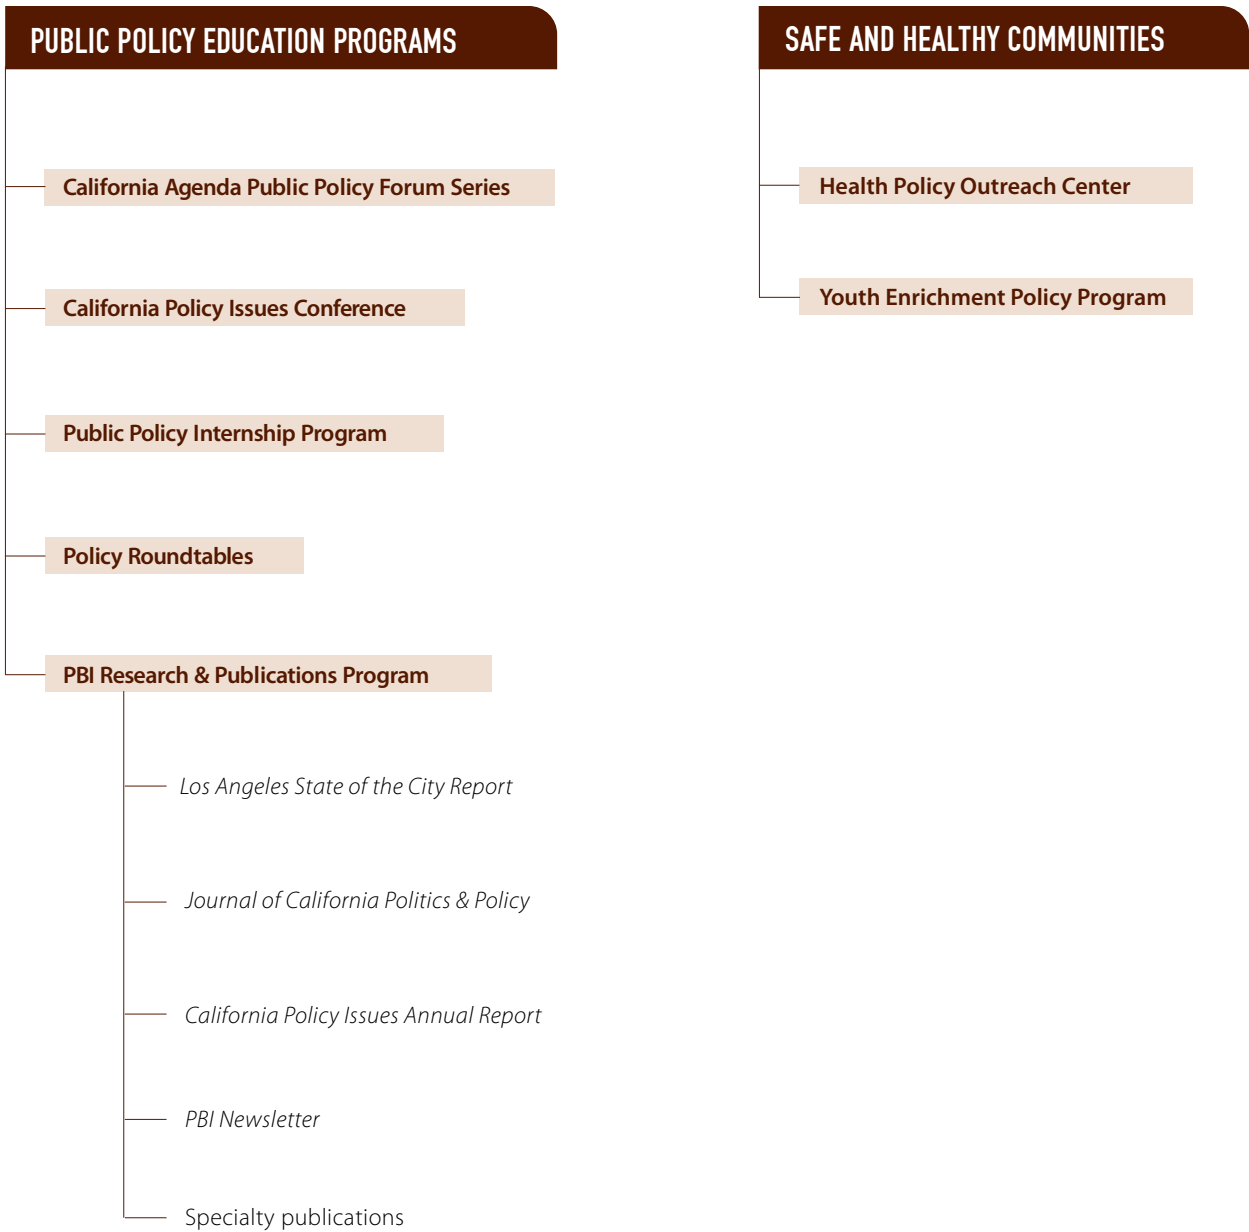 PUBLIC POLICY EDUCATION PROGRAMS
California Agenda Public Policy Forum Series
California Policy Issues Conference
Public Policy Internship Program
Policy Roundtables
PBI Research & Publications Program
Los Angeles State of the City Report
Journal of California Politics & Policy
California Policy Issues Annual Report
PBI Newsletter
Specialty publications
SAFE AND HEALTHY COMMUNITIES
Health Policy Outreach Center
Youth Enrichment Policy Program